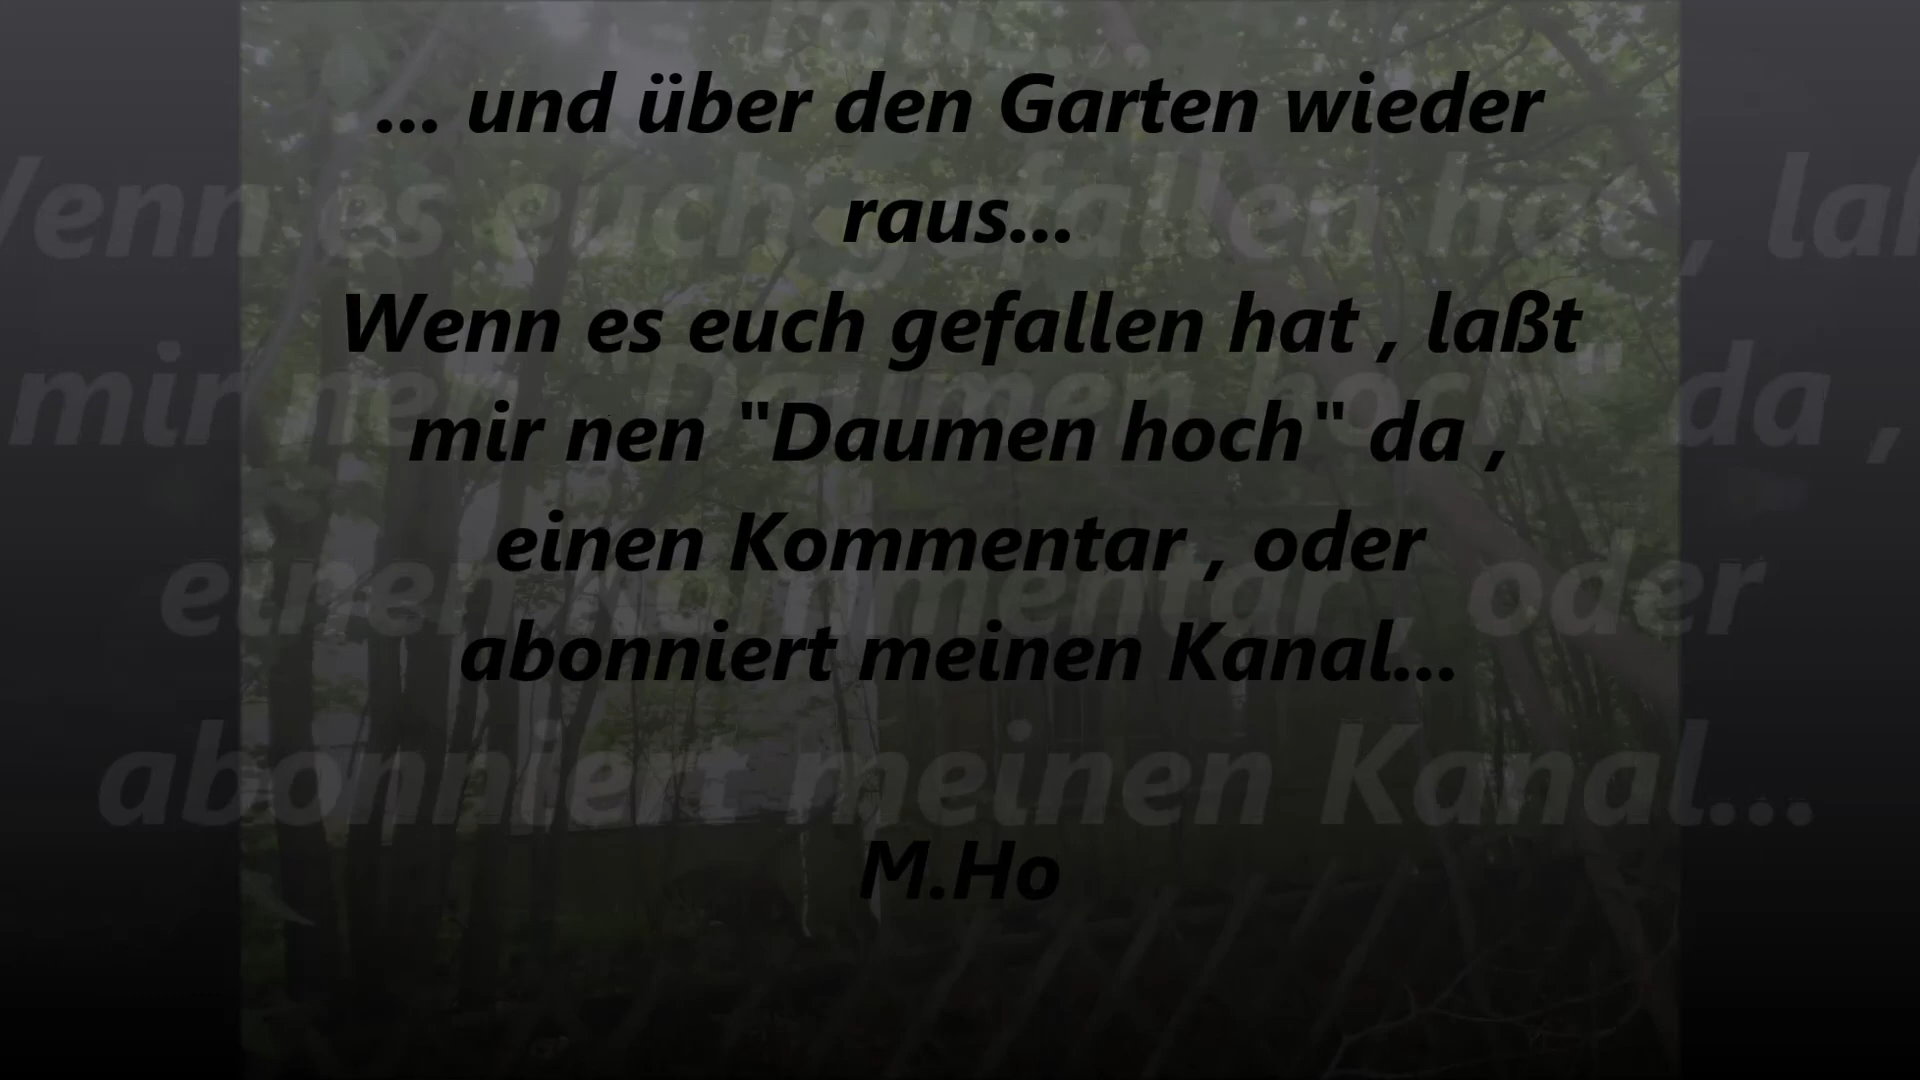 ... und über den Garten wieder
raus...
Wenn es euch gefallen hat , laßt
mir nen "Daumen hoch" da ,
einen Kommentar , oder
abonniert meinen Kanal...
M.Ho